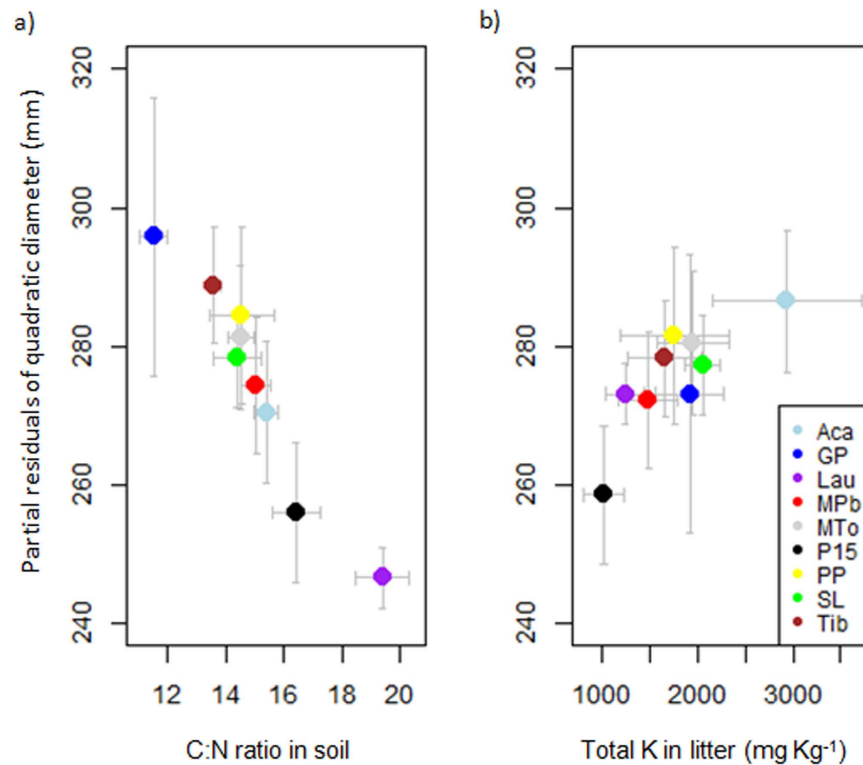 a)
b)
Partial residuals of quadratic diameter (mm)
320
300
280
260
240
12 14 16 18 20
C:N ratio in soil
320
300
280
260
240
1000 2000 3000
Total K in litter (mg Kg-1)
Aca
GP
Lau
MPb
MTo
P15
PP
SL
Tib